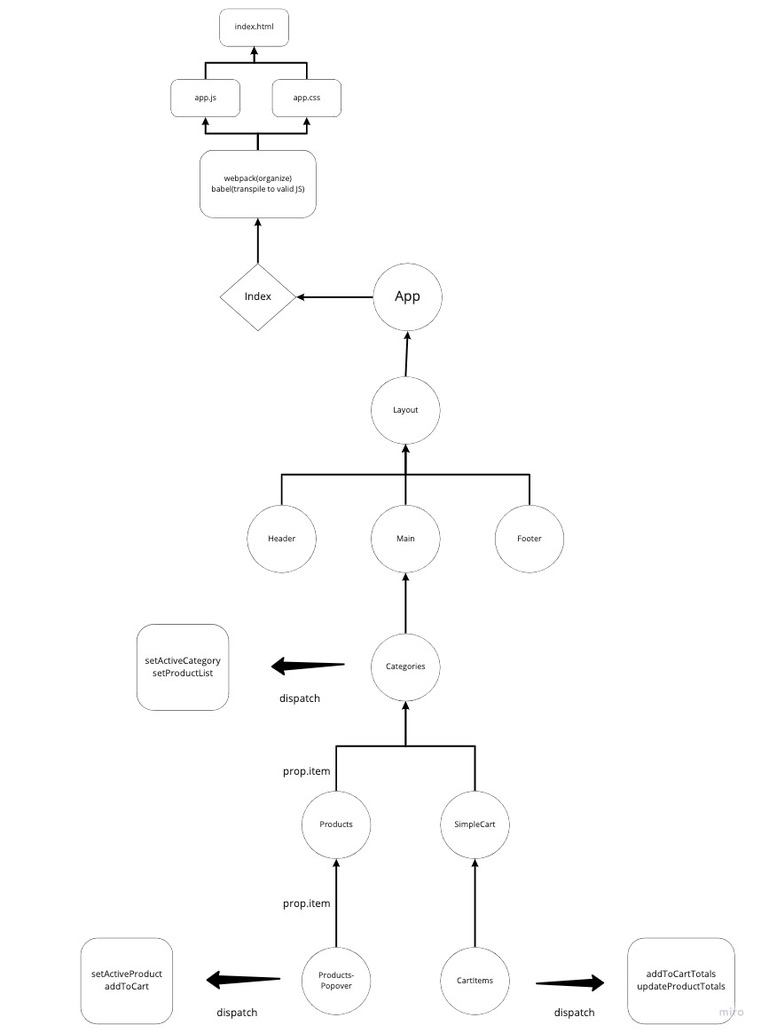 index.html
app.js
app.css
webpack(organize)
babel(transpile to valid JS)
Index
App
Layout
Header
Main
Footer
setActiveCategory
setProductList
Categories
dispatch
prop.item
Products
SimpleCart
prop.item
setActiveProduct
addToCart
Products-
Popover
CartItems
addToCartTotals
updateProductTotals
dispatch
dispatch
miro